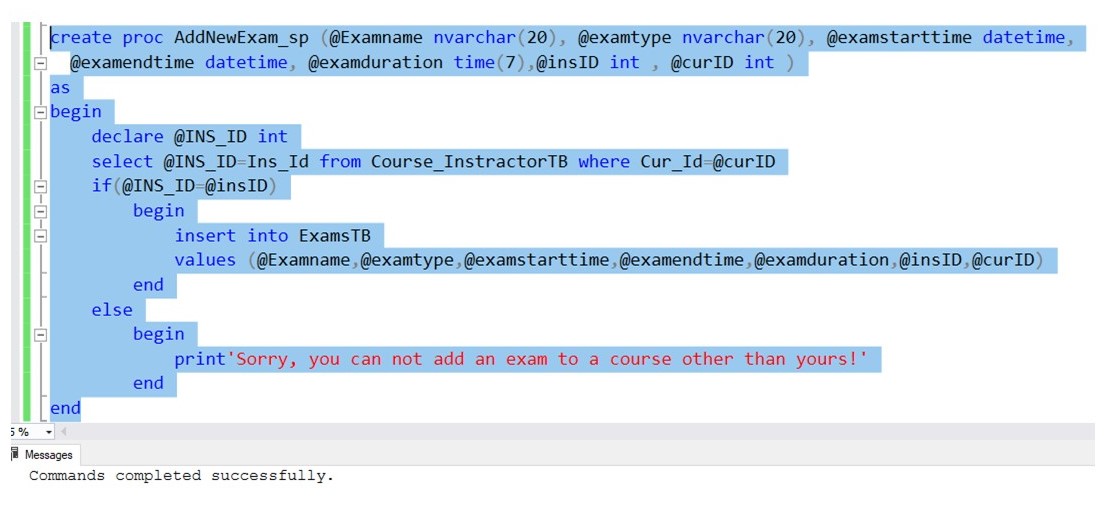 create proc AddNewExam_sp (@Examname nvarchar(20), @examtype nvarchar(20), @examstarttime datetime,
@examendtime datetime, @examduration time(7),@insID int , @curID int )
as
begin
declare @INS_ID int
select @INS_ID=Ins_Id from Course_InstractorTB where Cur_Id=@curID
if(@INS_ID=@insID)
begin
insert into ExamsTB
values (@Examname,@examtype,@examstarttime,@examendtime,@examduration,@insID,@curID)
end
else
begin
print'Sorry, you can not add an exam to a course other than yours!'
end
end
5 %
Messages
Commands completed successfully.